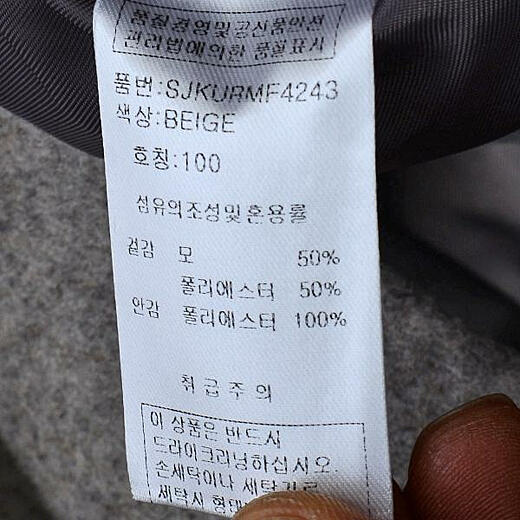 품질경영및공산품안전
관리법에의한 품질표시
품번:SJKURMF4243
색상:BEIGE
호칭:100
섬유의조성및혼용률
겉감 모 50%
폴리에스터 50%
안감 폴리에스터 100%
취급주의
이 상품은 반드시
드라이크리닝하십시오.
손세탁이나 세탁기로
세탁시